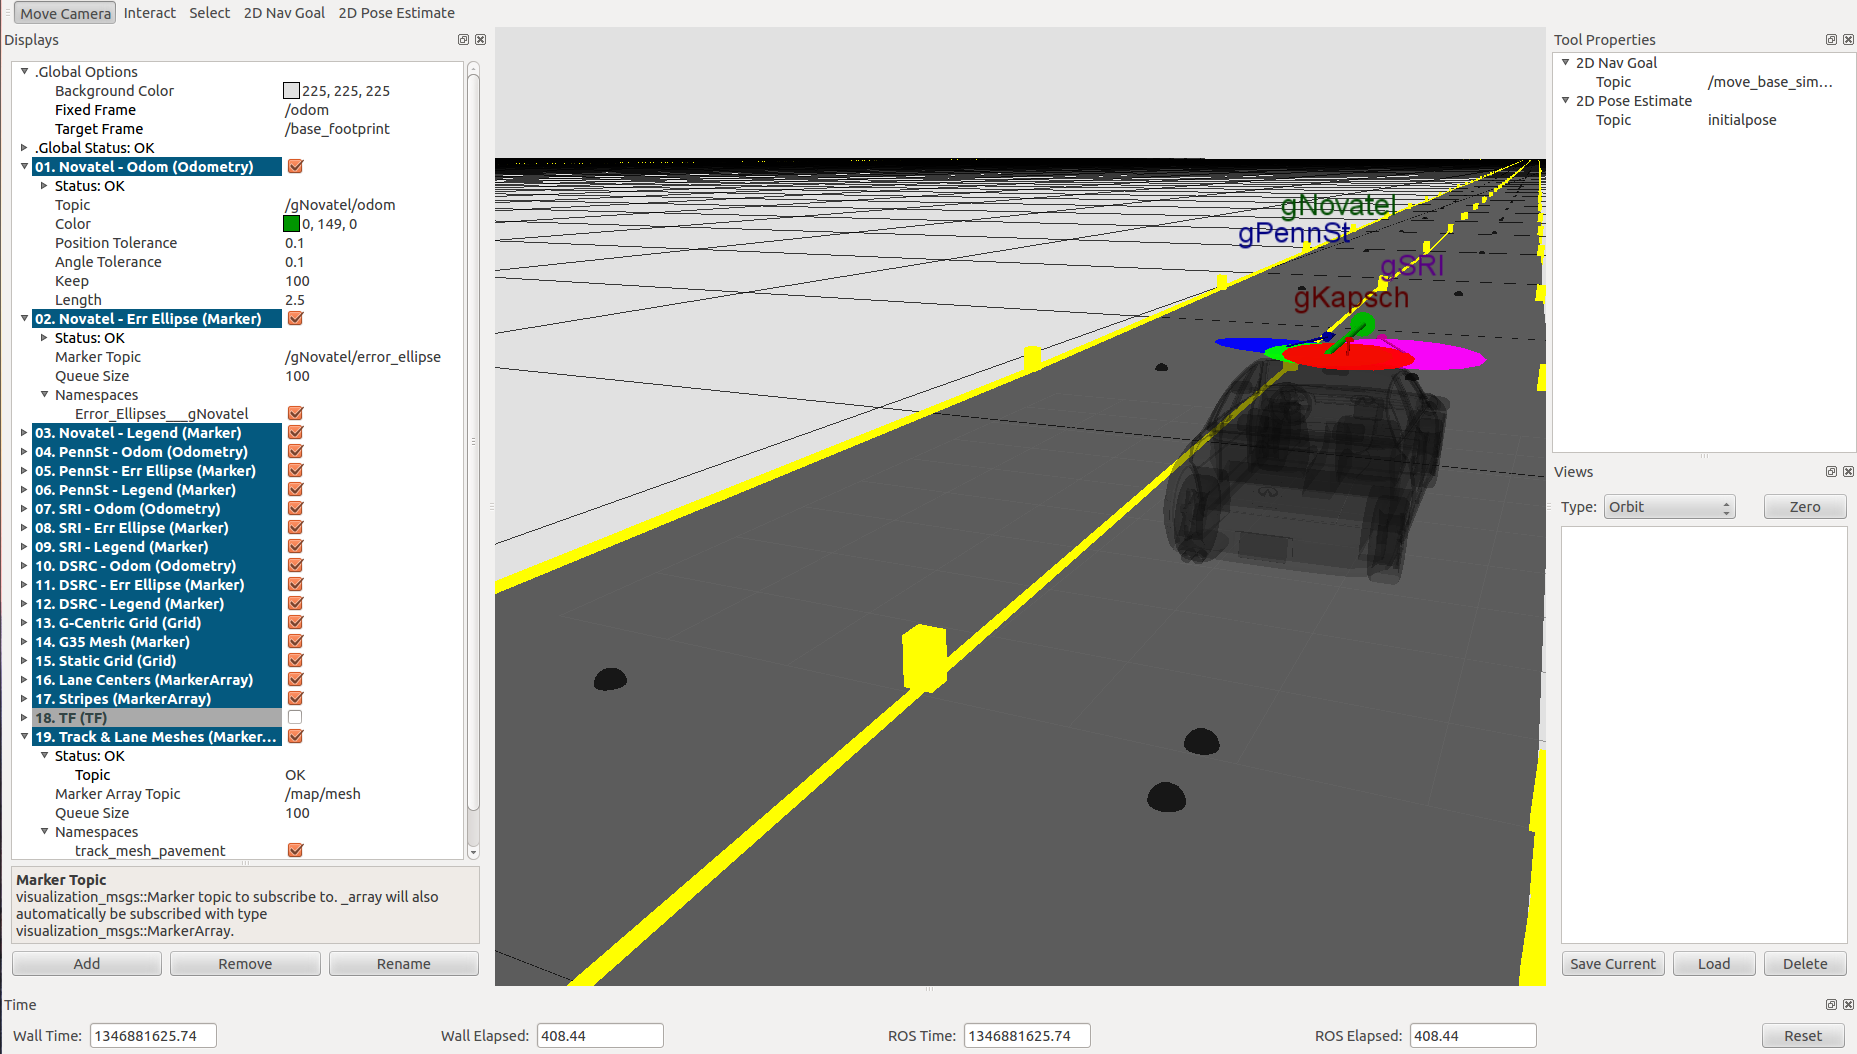 Move Camera Interact Select 2D Nav Goal 2D Pose Estimate
Displays
.Global Options
Background Color 225, 225, 225
Fixed Frame /odom
Target Frame /base_footprint
.Global Status: OK
01. Novatel - Odom (Odometry)
Status: OK
Topic /gNovatel/odom
Color 0, 149, 0
Position Tolerance 0.1
Angle Tolerance 0.1
Keep 100
Length 2.5
02. Novatel - Err Ellipse (Marker)
Status: OK
Marker Topic /gNovatel/error_ellipse
Queue Size 100
Namespaces
Error_Ellipses___gNovatel
03. Novatel - Legend (Marker)
04. PennSt - Odom (Odometry)
05. PennSt - Err Ellipse (Marker)
06. PennSt - Legend (Marker)
07. SRI - Odom (Odometry)
08. SRI - Err Ellipse (Marker)
09. SRI - Legend (Marker)
10. DSRC - Odom (Odometry)
11. DSRC - Err Ellipse (Marker)
12. DSRC - Legend (Marker)
13. G-Centric Grid (Grid)
14. G35 Mesh (Marker)
15. Static Grid (Grid)
16. Lane Centers (MarkerArray)
17. Stripes (MarkerArray)
18. TF (TF)
19. Track & Lane Meshes (Marker...
Status: OK
Topic OK
Marker Array Topic /map/mesh
Queue Size 100
Namespaces
track_mesh_pavement
Marker Topic
visualization_msgs::Marker topic to subscribe to. _array will also
automatically be subscribed with type
visualization_msgs::MarkerArray.
Add Remove Rename
gNovatel
gPennSt
gSRI
gKapsch
Tool Properties
2D Nav Goal
Topic /move_base_sim...
2D Pose Estimate
Topic initialpose
Views
Type: Orbit Zero
Save Current Load Delete
Time
Wall Time: 1346881625.74 Wall Elapsed: 408.44 ROS Time: 1346881625.74 ROS Elapsed: 408.44 Reset